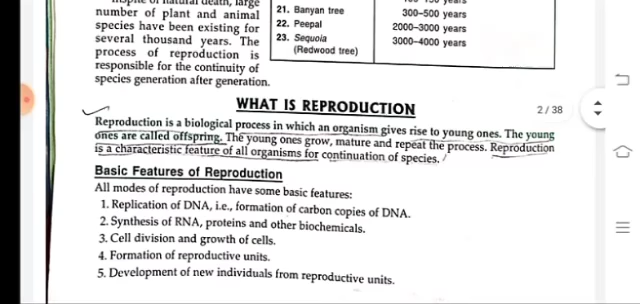 inspite of natural death, large
number of plant and animal
species have been existing for
several thousand years. The
process of reproduction is
responsible for the continuity of
species generation after generation.
21. Banyan tree 300–500 years
22. Peepal 2000–3000 years
23. Sequoia 3000–4000 years
(Redwood tree)
WHAT IS REPRODUCTION
2 / 38
Reproduction is a biological process in which an organism gives rise to young ones. The young
ones are called offspring. The young ones grow, mature and repeat the process. Reproduction
is a characteristic feature of all organisms for continuation of species.
Basic Features of Reproduction
All modes of reproduction have some basic features:
1. Replication of DNA, i.e., formation of carbon copies of DNA.
2. Synthesis of RNA, proteins and other biochemicals.
3. Cell division and growth of cells.
4. Formation of reproductive units.
5. Development of new individuals from reproductive units.